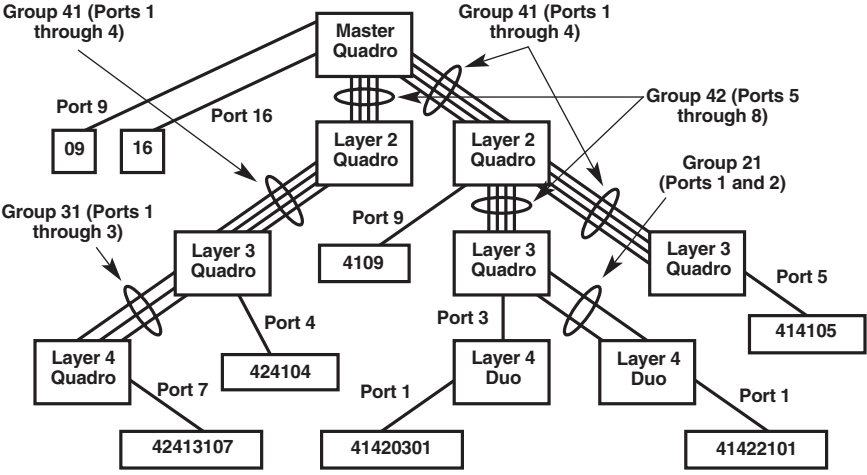 Group 41 (Ports 1
through 4)
Master
Quadro
Group 41 (Ports 1
through 4)
Port 9
Port 16
Group 42 (Ports 5
through 8)
09
16
Layer 2
Quadro
Layer 2
Quadro
Group 21
(Ports 1 and 2)
Group 31 (Ports 1
through 3)
Port 9
Layer 3
Quadro
4109
Layer 3
Quadro
Layer 3
Quadro
Port 5
Port 4
Port 3
414105
Layer 4
Quadro
424104
Layer 4
Duo
Layer 4
Duo
Port 7
Port 1
Port 1
42413107
41420301
41422101